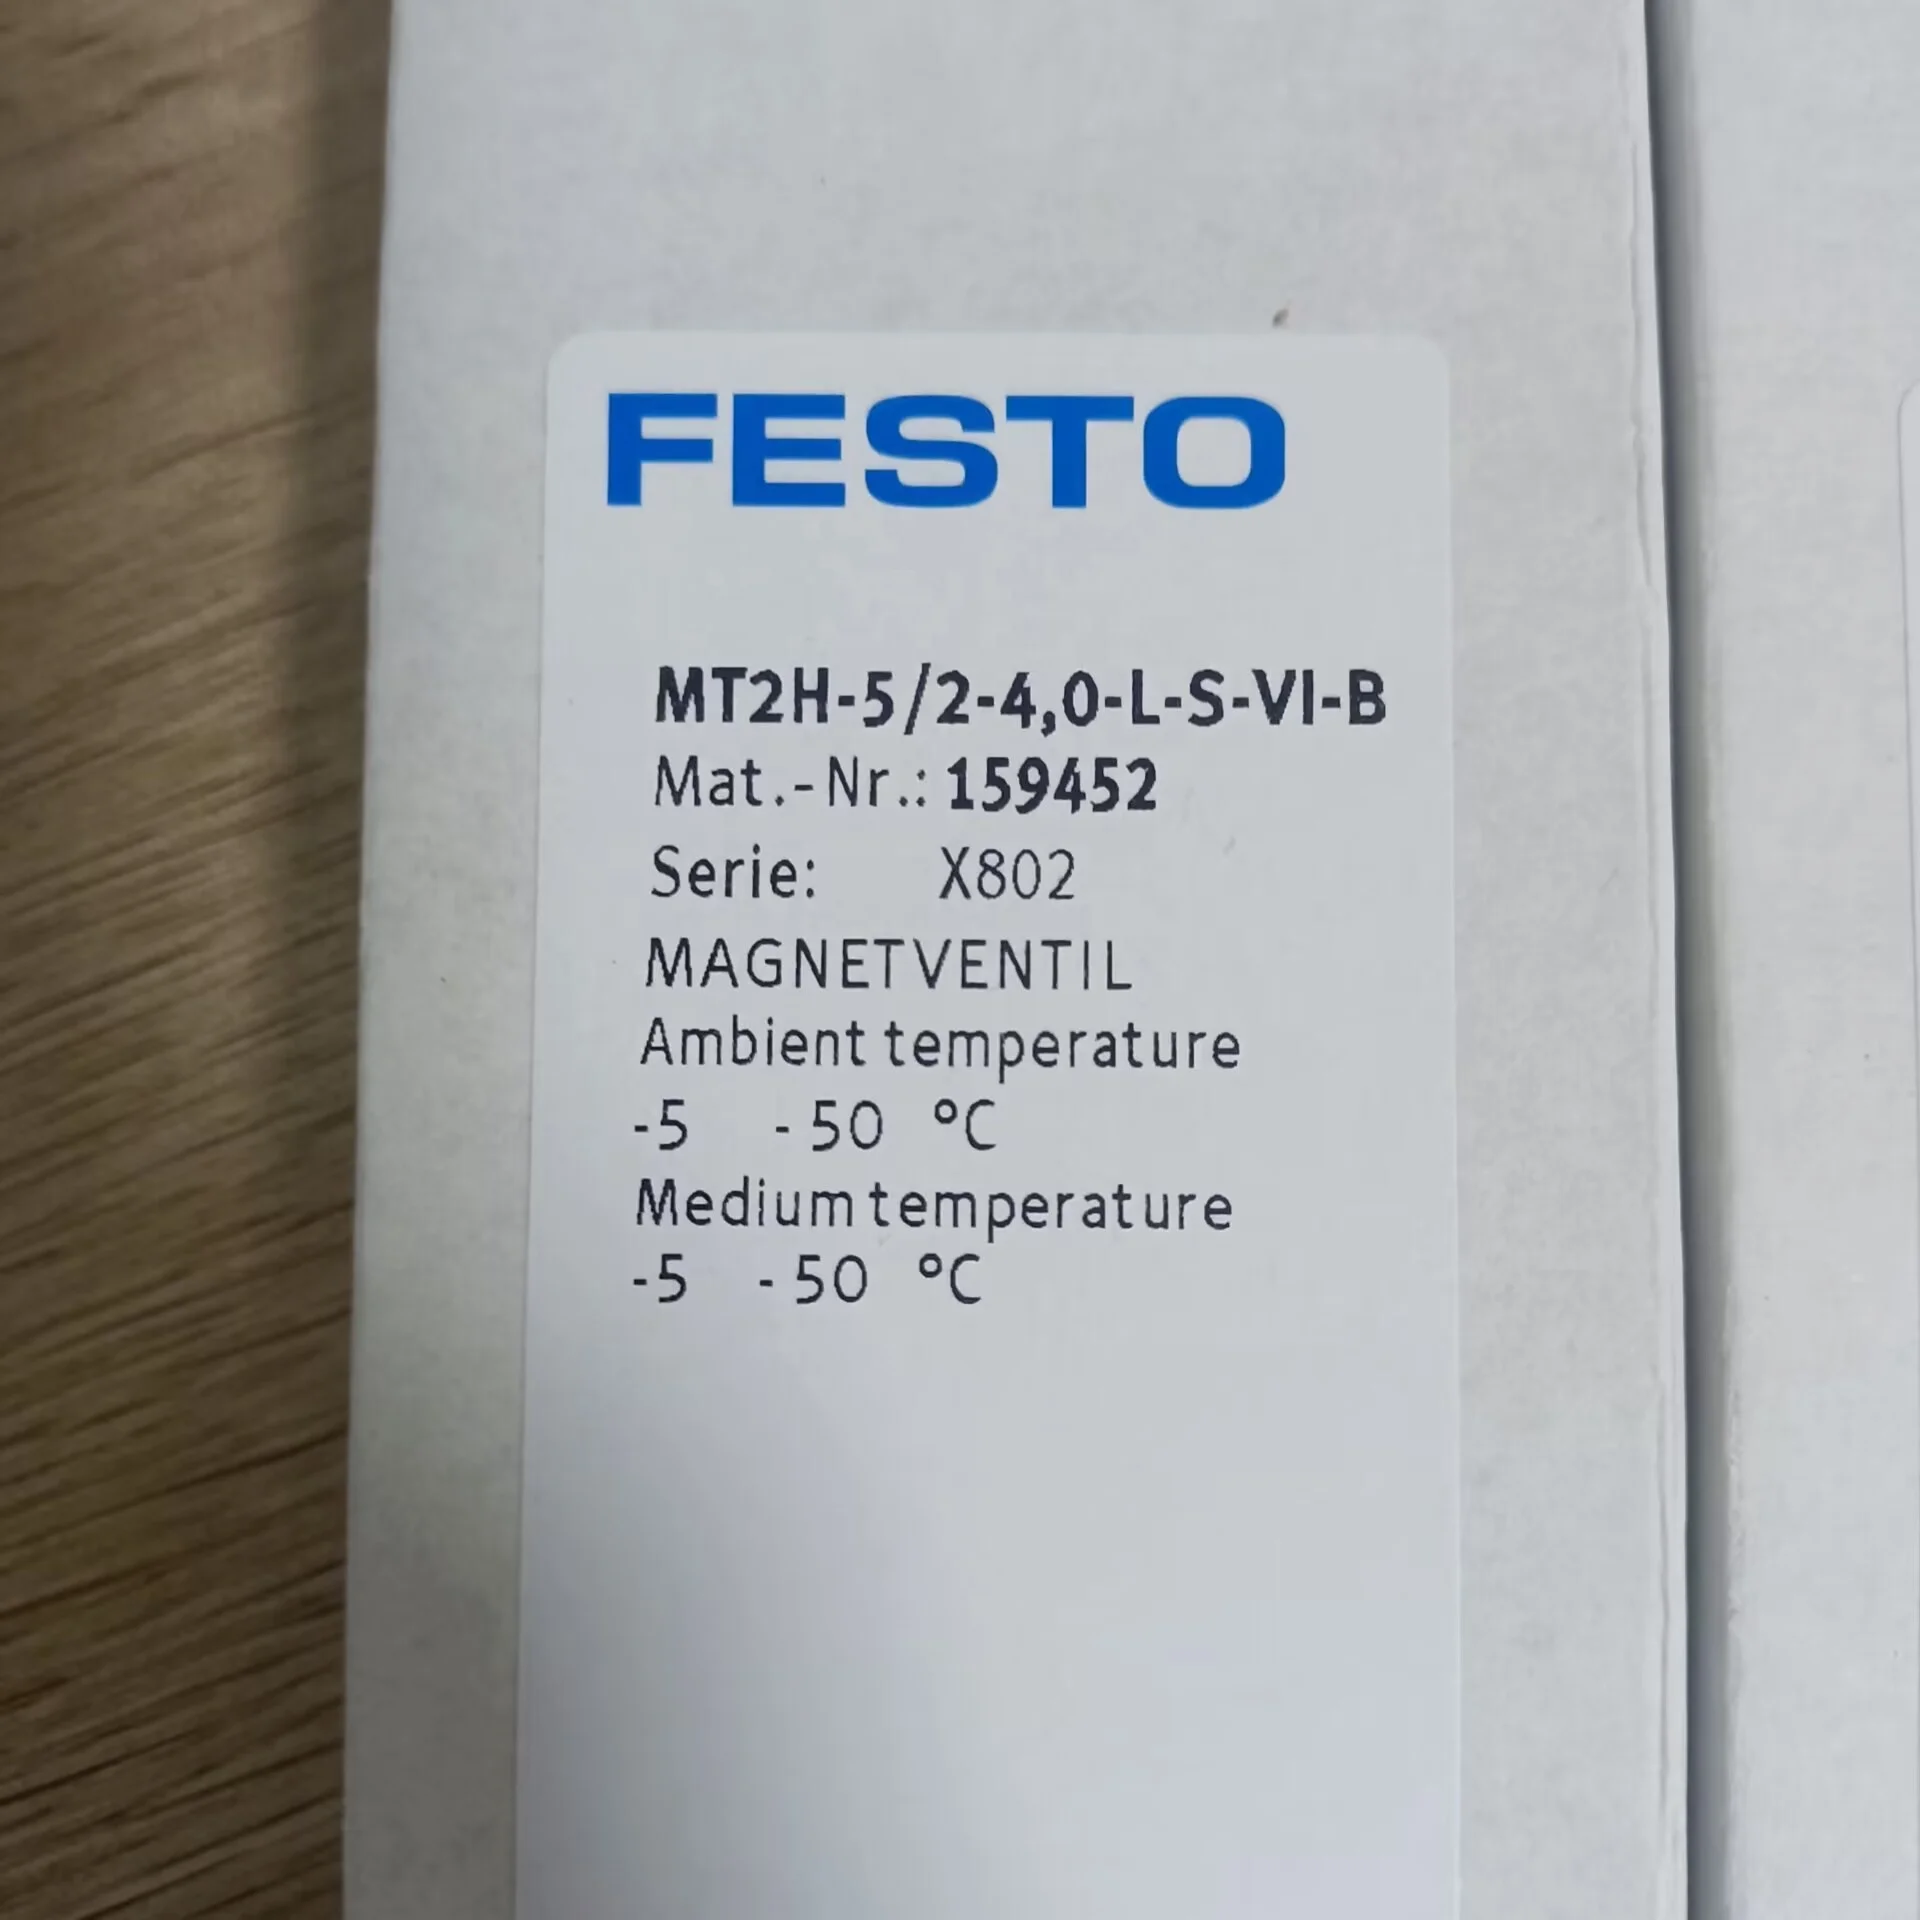 FESTO
MT2H-5/2-4,0-L-S-VI-B
Mat.-Nr.: 159452
Serie: X802
MAGNETVENTIL
Ambient temperature
-5 - 50 °C
Medium temperature
-5 - 50 °C